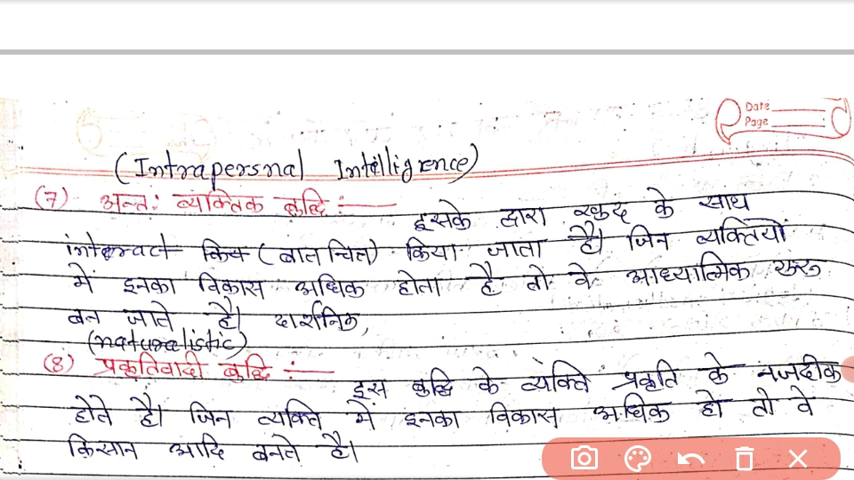 Date
Page
(Intrapersnal Intelligence)
(7) अन्त: व्यक्तिक बुद्धि :—
इसके द्वारा खुद के साथ
interact किय (बातचित) किया जाता है। जिन व्यक्तियों
में इनका विकास अधिक होता है तो वे आध्यात्मिक
बन जाते है। दार्शनिक,
(naturalistic)
(8) प्रकृतिवादी बुद्धि :—
इस बुद्धि के व्यक्ति प्रकृति के नजदीक
होते है। जिन व्यक्ति में इनका विकास अधिक हो तो वे
किसान आदि बनते है।